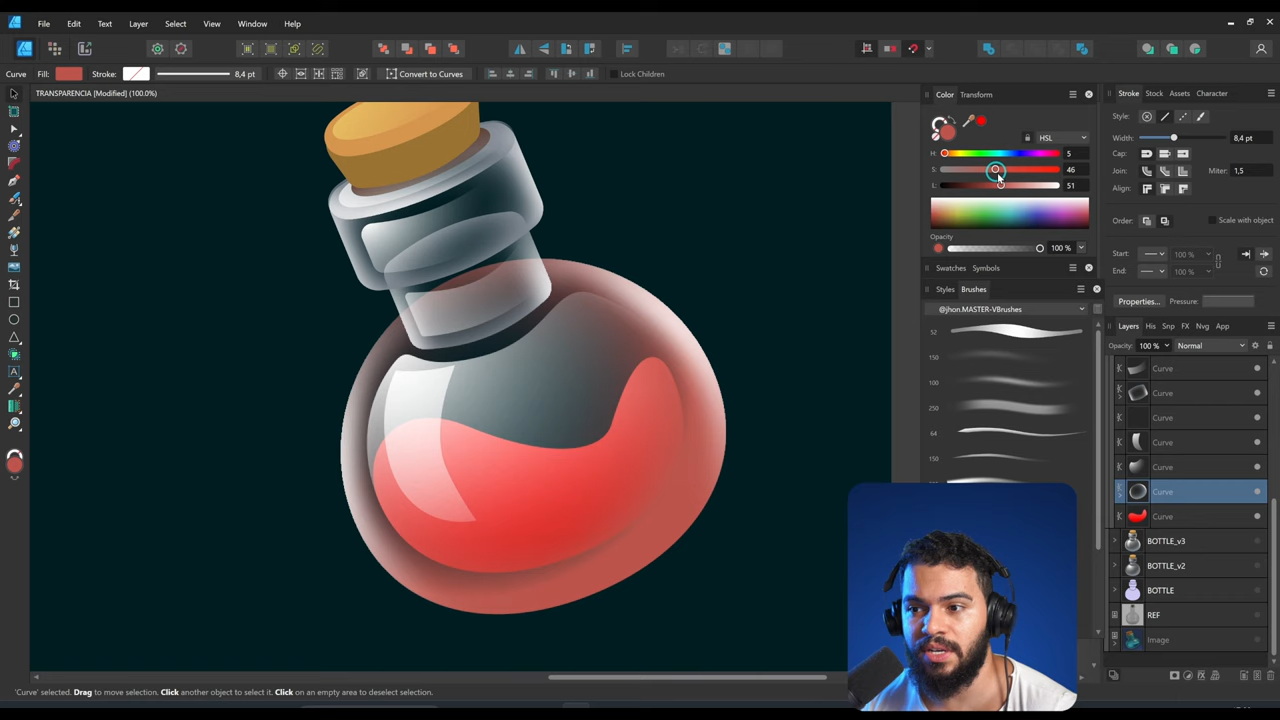 File Edit Text Layer Select View Window Help
Curve Fill: Stroke: 8,4 pt Convert to Curves Lock Children
TRANSPARENCIA [Modified] (100.0%)
Color Transform
HSL
H: 5
S: 46
L: 51
Opacity
100 %
Swatches Symbols
Styles Brushes
@jhon.MASTER-VBrushes
52
150
100
250
64
150
Stroke Stock Assets Character
Style:
Width: 8,4 pt
Cap:
Join: Miter: 1,5
Align:
Order: Scale with object
Start: 100 %
End: 100 %
Properties... Pressure:
Layers His Snp FX Nvg App
Opacity: 100 % Normal
Curve
Curve
Curve
Curve
Curve
Curve
Curve
BOTTLE_v3
BOTTLE_v2
BOTTLE
REF
Image
'Curve' selected. Drag to move selection. Click another object to select it. Click on an empty area to deselect selection.